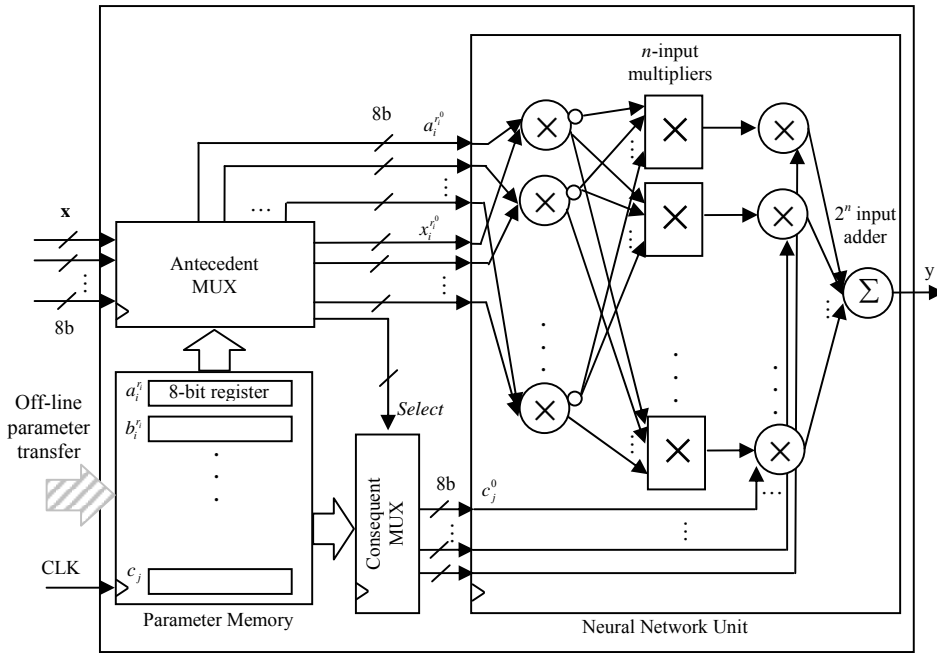 n-input
multipliers
8b
a_i^{r_i^0}
×
×
×
×
...
x
...
x_i^{r_i^0}
×
×
2^n input
adder
Antecedent
MUX
Σ
y
8b
a_i^{r_i}
8-bit register
×
Select
Off-line
parameter
transfer
b_i^{r_i}
×
×
Consequent
MUX
8b
c_j^0
...
CLK
c_j
Parameter Memory
Neural Network Unit